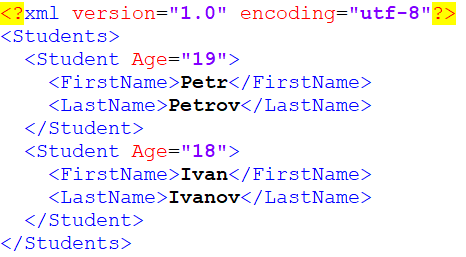 <?xml version="1.0" encoding="utf-8"?>
<Students>
  <Student Age="19">
    <FirstName>Petr</FirstName>
    <LastName>Petrov</LastName>
  </Student>
  <Student Age="18">
    <FirstName>Ivan</FirstName>
    <LastName>Ivanov</LastName>
  </Student>
</Students>